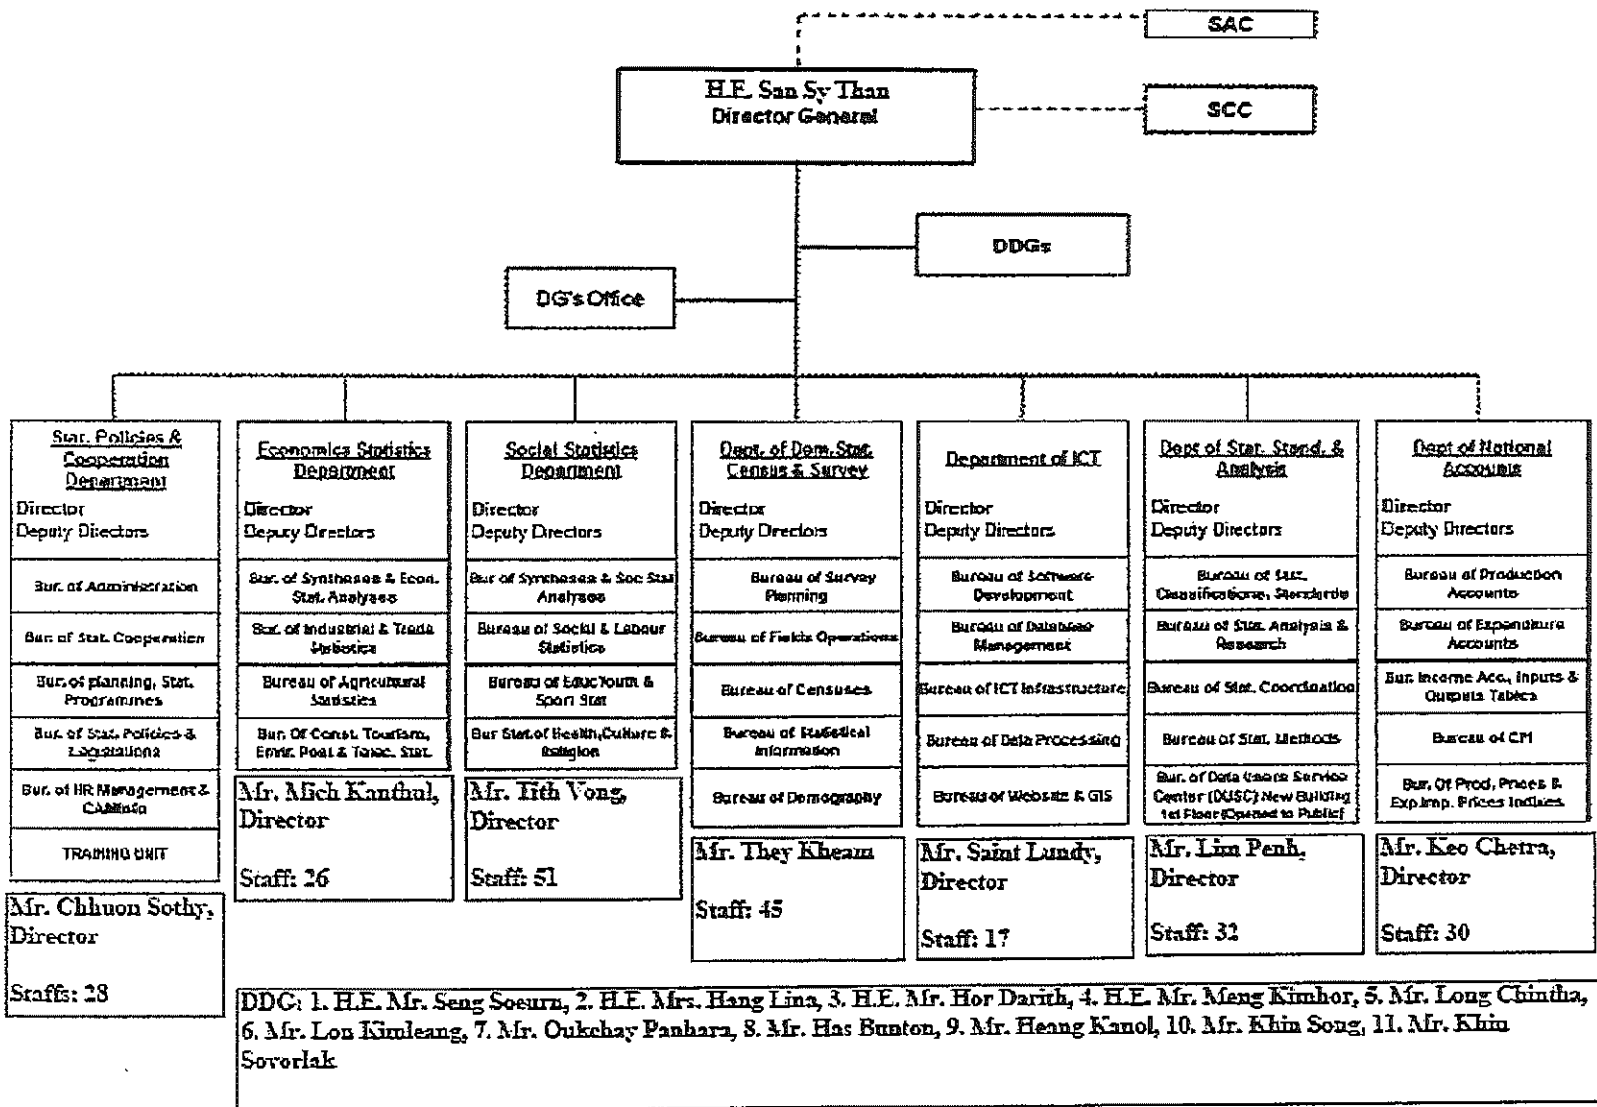 SAC
H.E. San Sy Than
Director General
SCC
DDGs
DG's Office
Stat. Policies &
Cooperation
Department
Director
Deputy Directors
Bur. of Administration
Bur. of Stat. Cooperation
Bur. of planning, Stat.
Programmes
Bur. of Stat. Policies &
Legislations
Bur. of HR Management &
CAMInfo
TRAINING UNIT
Mr. Chhuon Sothy,
Director
Staffs: 28
Economics Statistics
Department
Director
Deputy Directors
Bur. of Syntheses & Econ.
Stat. Analyses
Bur. of Industrial & Trade
Statistics
Bureau of Agricultural
Statistics
Bur. Of Const. Tourism,
Envir. Post & Telec. Stat.
Mr. Mich Kanthul,
Director
Staff: 26
Social Statistics
Department
Director
Deputy Directors
Bur of Syntheses & Soc Stat
Analyses
Bureau of Social & Labour
Statistics
Bureau of Educ Youth &
Sport Stat
Bur Stat.of Health,Culture &
Religion
Mr. Tith Vong,
Director
Staff: 51
Dept. of Dem.Stat.
Census & Survey
Director
Deputy Directors
Bureau of Survey
Planning
Bureau of Fields Operations
Bureau of Censuses
Bureau of Statistical
Information
Bureau of Demography
Mr. They Kheam
Staff: 45
Department of ICT
Director
Deputy Directors
Bureau of Software
Development
Bureau of Database
Management
Bureau of ICT Infrastructure
Bureau of Data Processing
Bureau of Website & GIS
Mr. Saint Lundy,
Director
Staff: 17
Dept of Stat. Stand. &
Analysis
Director
Deputy Directors
Bureau of Stat.
Classifications, Standards
Bureau of Stat. Analysis &
Research
Bureau of Stat. Coordination
Bureau of Stat. Methods
Bur. of Data Users Service
Center (DUSC) New Building
1st Floor (Opened to Public)
Mr. Lim Penh,
Director
Staff: 32
Dept of National
Accounts
Director
Deputy Directors
Bureau of Production
Accounts
Bureau of Expenditure
Accounts
Bur. Income Acc., Inputs &
Outputs Tables
Bureau of CPI
Bur. Of Prod, Prices &
Exp.Imp. Prices Indices
Mr. Keo Chetra,
Director
Staff: 30
DDG: 1. H.E. Mr. Seng Soeurn, 2. H.E. Mrs. Hang Lina, 3. H.E. Mr. Hor Darith, 4. H.E. Mr. Meng Kimhor, 5. Mr. Long Chintha,
6. Mr. Lon Kimleang, 7. Mr. Oukchay Panhara, 8. Mr. Has Bunton, 9. Mr. Heang Kanol, 10. Mr. Khin Song, 11. Mr. Khin
Sovorlak